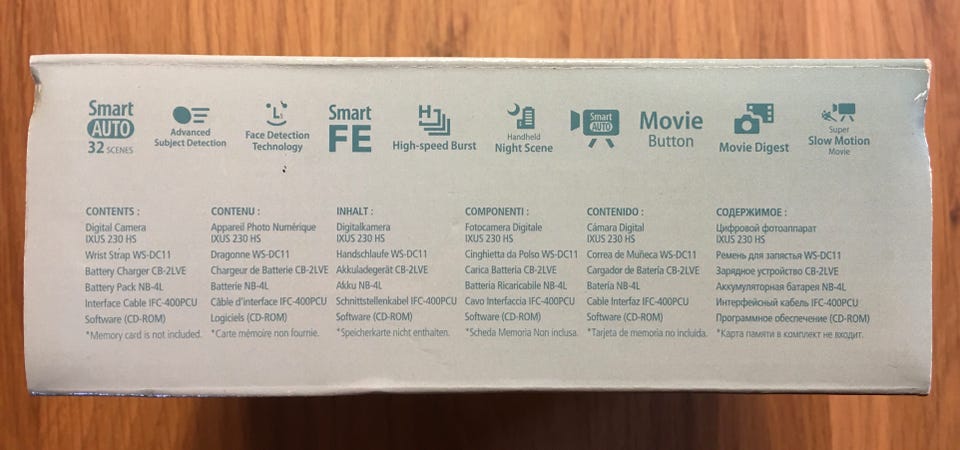 Smart
AUTO
32 SCENES
Advanced
Subject Detection
Face Detection
Technology
Smart
FE
High-speed Burst
Handheld
Night Scene
Smart
AUTO
Movie
Button
Movie Digest
Super
Slow Motion
Movie
CONTENTS :
Digital Camera
IXUS 230 HS
Wrist Strap WS-DC11
Battery Charger CB-2LVE
Battery Pack NB-4L
Interface Cable IFC-400PCU
Software (CD-ROM)
*Memory card is not included.
CONTENU :
Appareil Photo Numérique
IXUS 230 HS
Dragonne WS-DC11
Chargeur de Batterie CB-2LVE
Batterie NB-4L
Câble d'interface IFC-400PCU
Logiciels (CD-ROM)
*Carte mémoire non fournie.
INHALT :
Digitalkamera
IXUS 230 HS
Handschlaufe WS-DC11
Akkuladegerät CB-2LVE
Akku NB-4L
Schnittstellenkabel IFC-400PCU
Software (CD-ROM)
*Speicherkarte nicht enthalten.
COMPONENTI :
Fotocamera Digitale
IXUS 230 HS
Cinghietta da Polso WS-DC11
Carica Batteria CB-2LVE
Batteria Ricaricabile NB-4L
Cavo Interfaccia IFC-400PCU
Software (CD-ROM)
*Scheda Memoria Non inclusa.
CONTENIDO :
Cámara Digital
IXUS 230 HS
Correa de Muñeca WS-DC11
Cargador de Batería CB-2LVE
Batería NB-4L
Cable Interfaz IFC-400PCU
Software (CD-ROM)
*Tarjeta de memoria no incluida.
СОДЕРЖИМОЕ :
Цифровой фотоаппарат
IXUS 230 HS
Ремень для запястья WS-DC11
Зарядное устройство CB-2LVE
Аккумуляторная батарея NB-4L
Интерфейсный кабель IFC-400PCU
Программное обеспечение (CD-ROM)
*Карта памяти в комплект не входит.